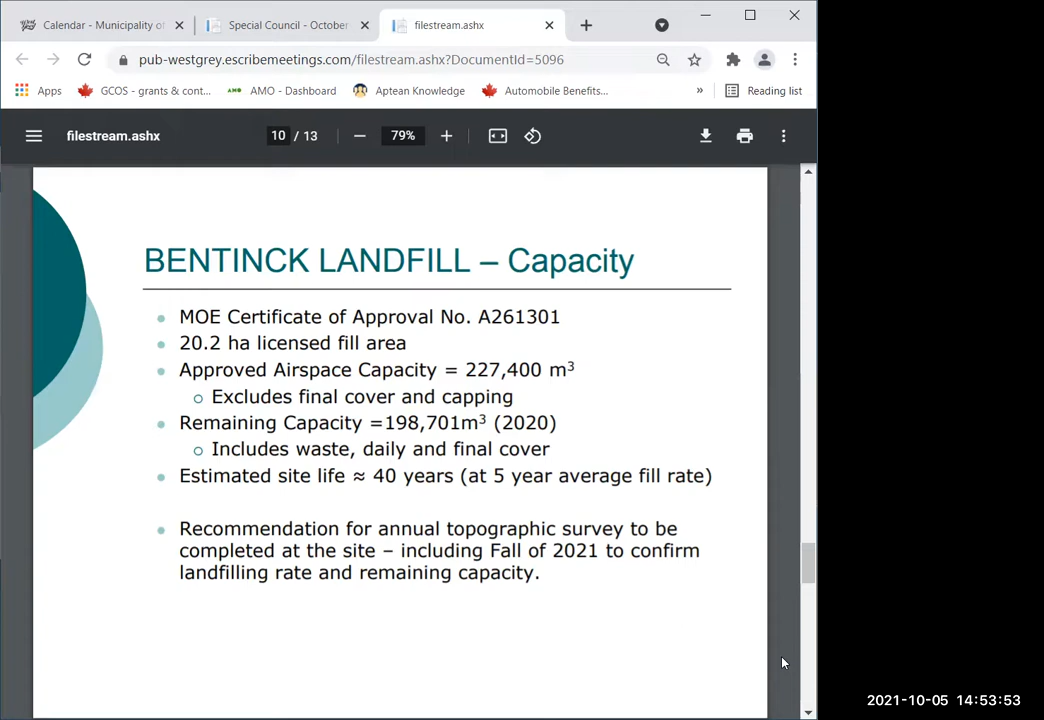 Calendar - Municipality of
Special Council - October
filestream.ashx
pub-westgrey.escribemeetings.com/filestream.ashx?DocumentId=5096
Apps
GCOS - grants & cont...
AMO - Dashboard
Aptean Knowledge
Automobile Benefits...
»
Reading list
filestream.ashx
10 / 13
79%
BENTINCK LANDFILL – Capacity
MOE Certificate of Approval No. A261301
20.2 ha licensed fill area
Approved Airspace Capacity = 227,400 m³
Excludes final cover and capping
Remaining Capacity =198,701m³ (2020)
Includes waste, daily and final cover
Estimated site life ≈ 40 years (at 5 year average fill rate)
Recommendation for annual topographic survey to be
completed at the site – including Fall of 2021 to confirm
landfilling rate and remaining capacity.
2021-10-05 14:53:53